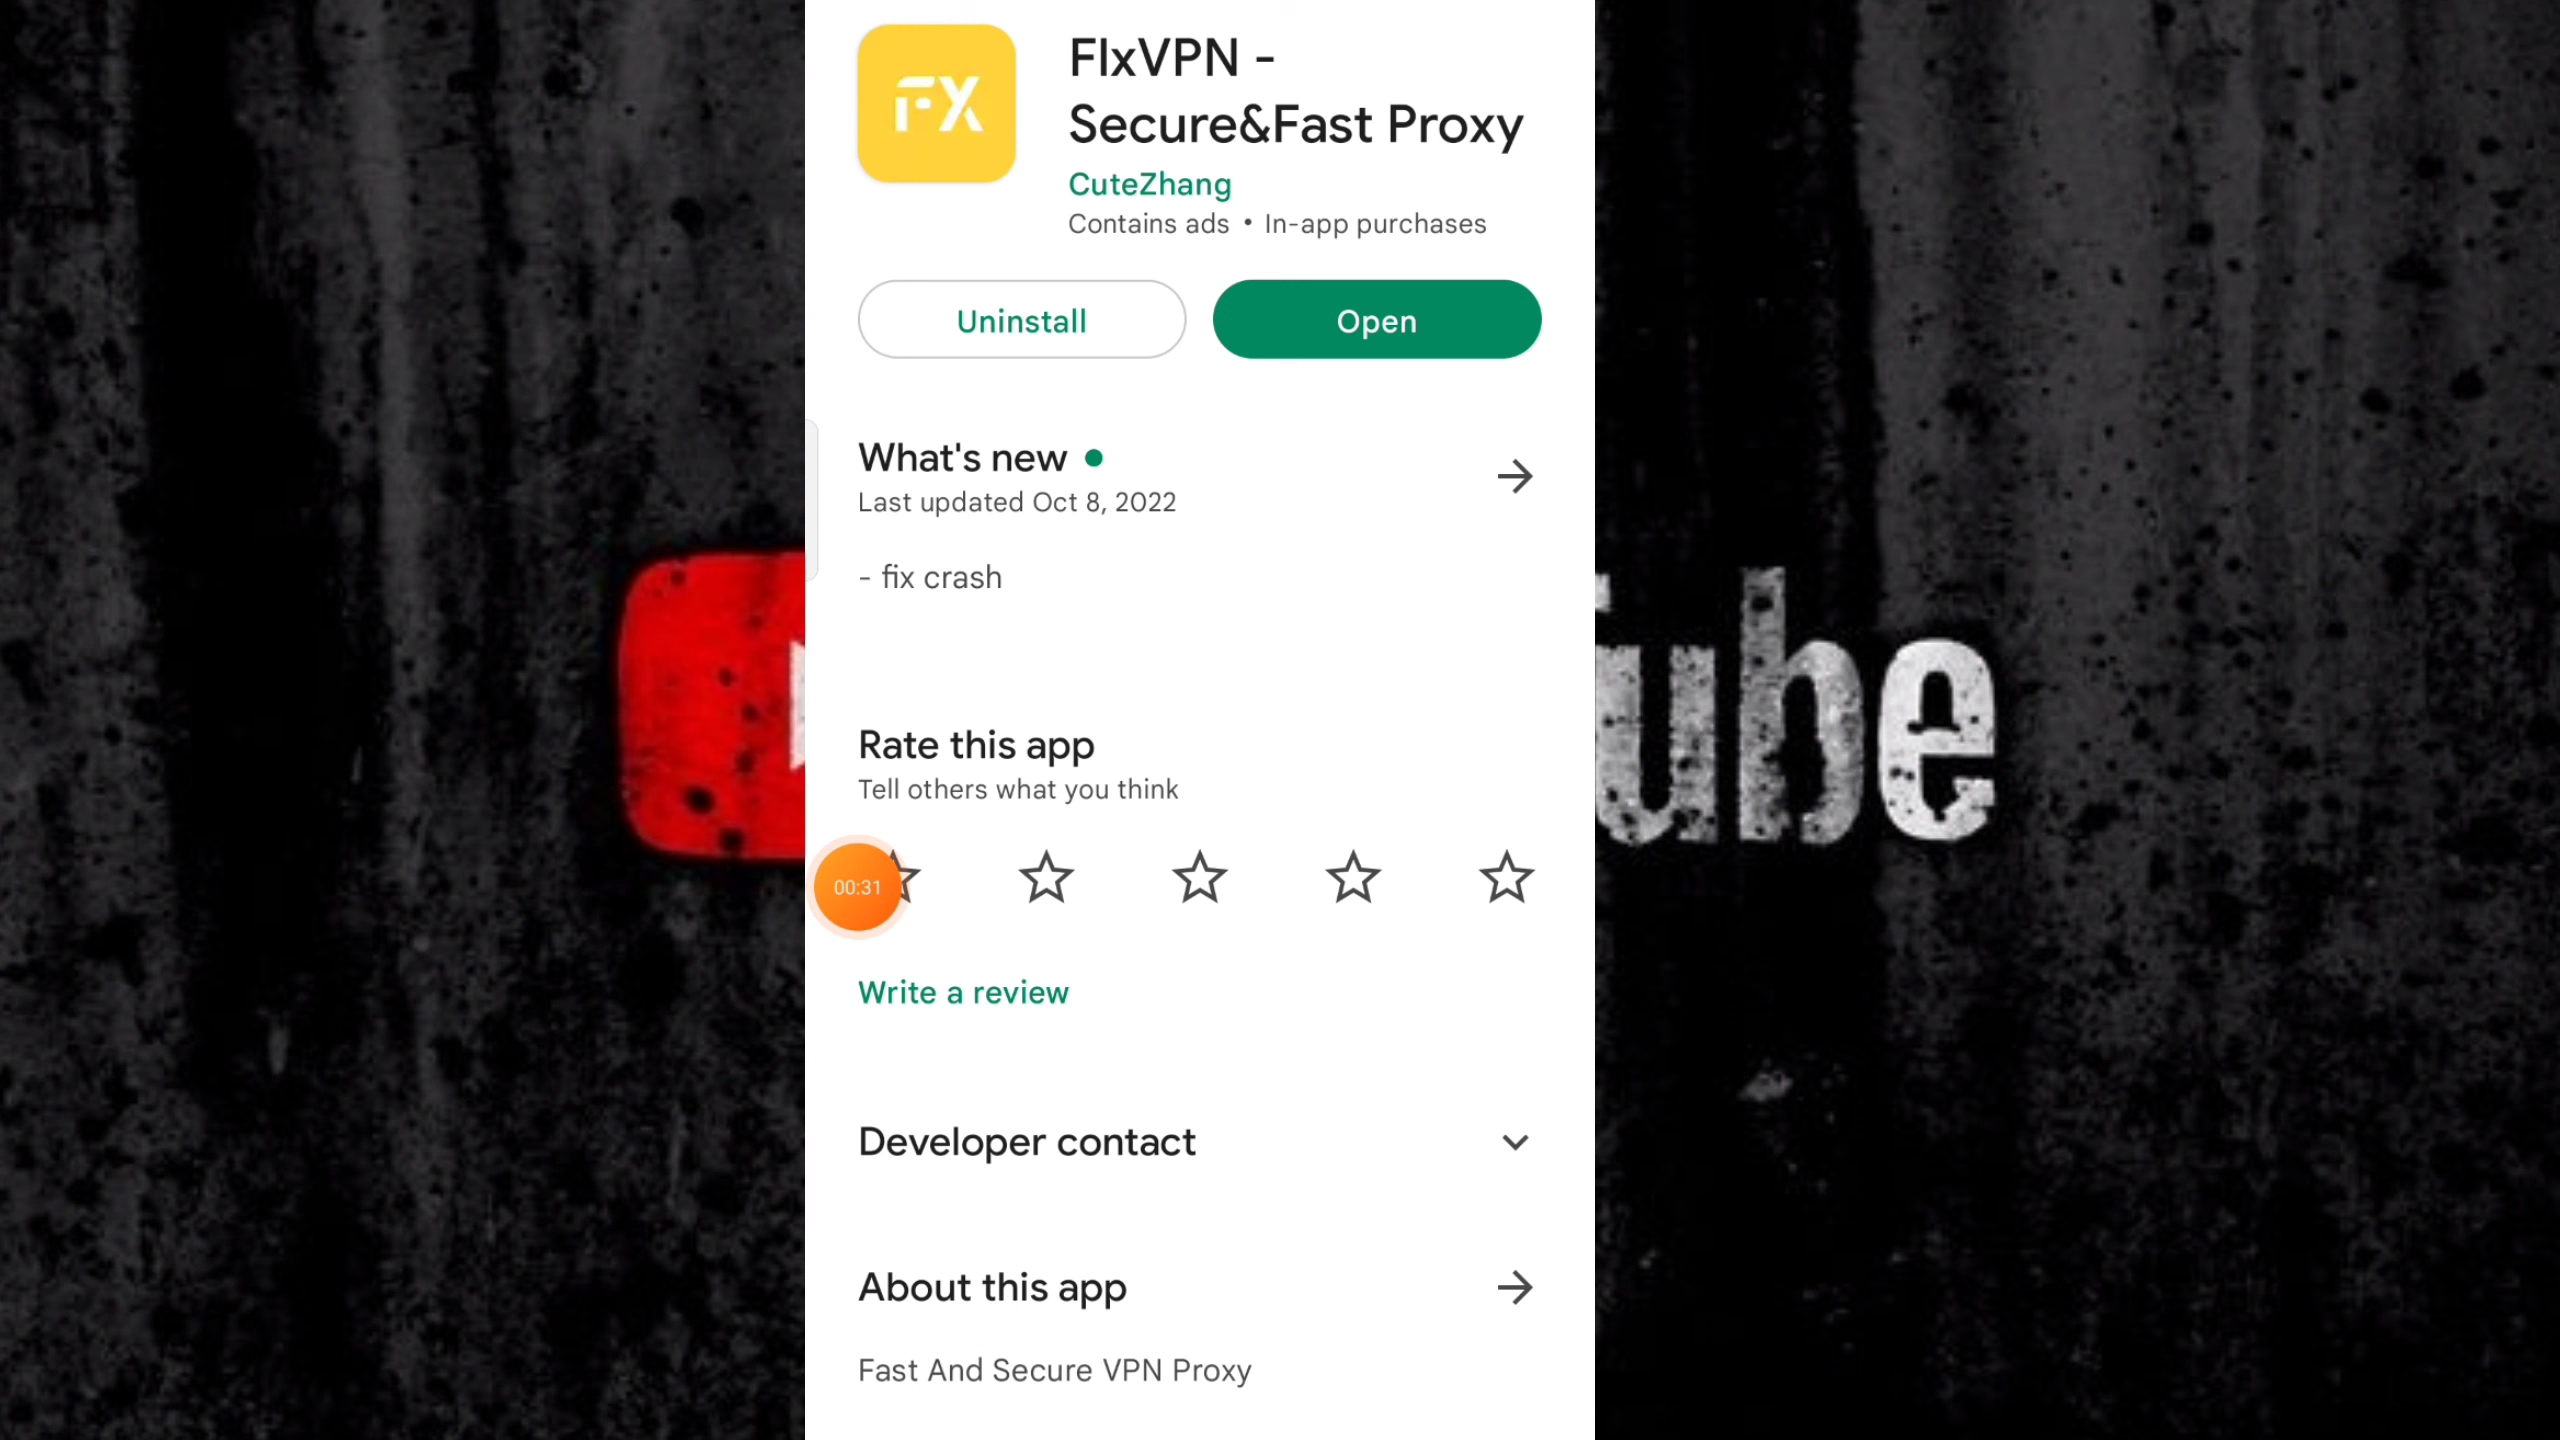 FX
FlxVPN -
Secure&Fast Proxy
CuteZhang
Contains ads • In-app purchases
Uninstall
Open
What's new
Last updated Oct 8, 2022
- fix crash
ube
Rate this app
Tell others what you think
00:31
Write a review
Developer contact
About this app
Fast And Secure VPN Proxy